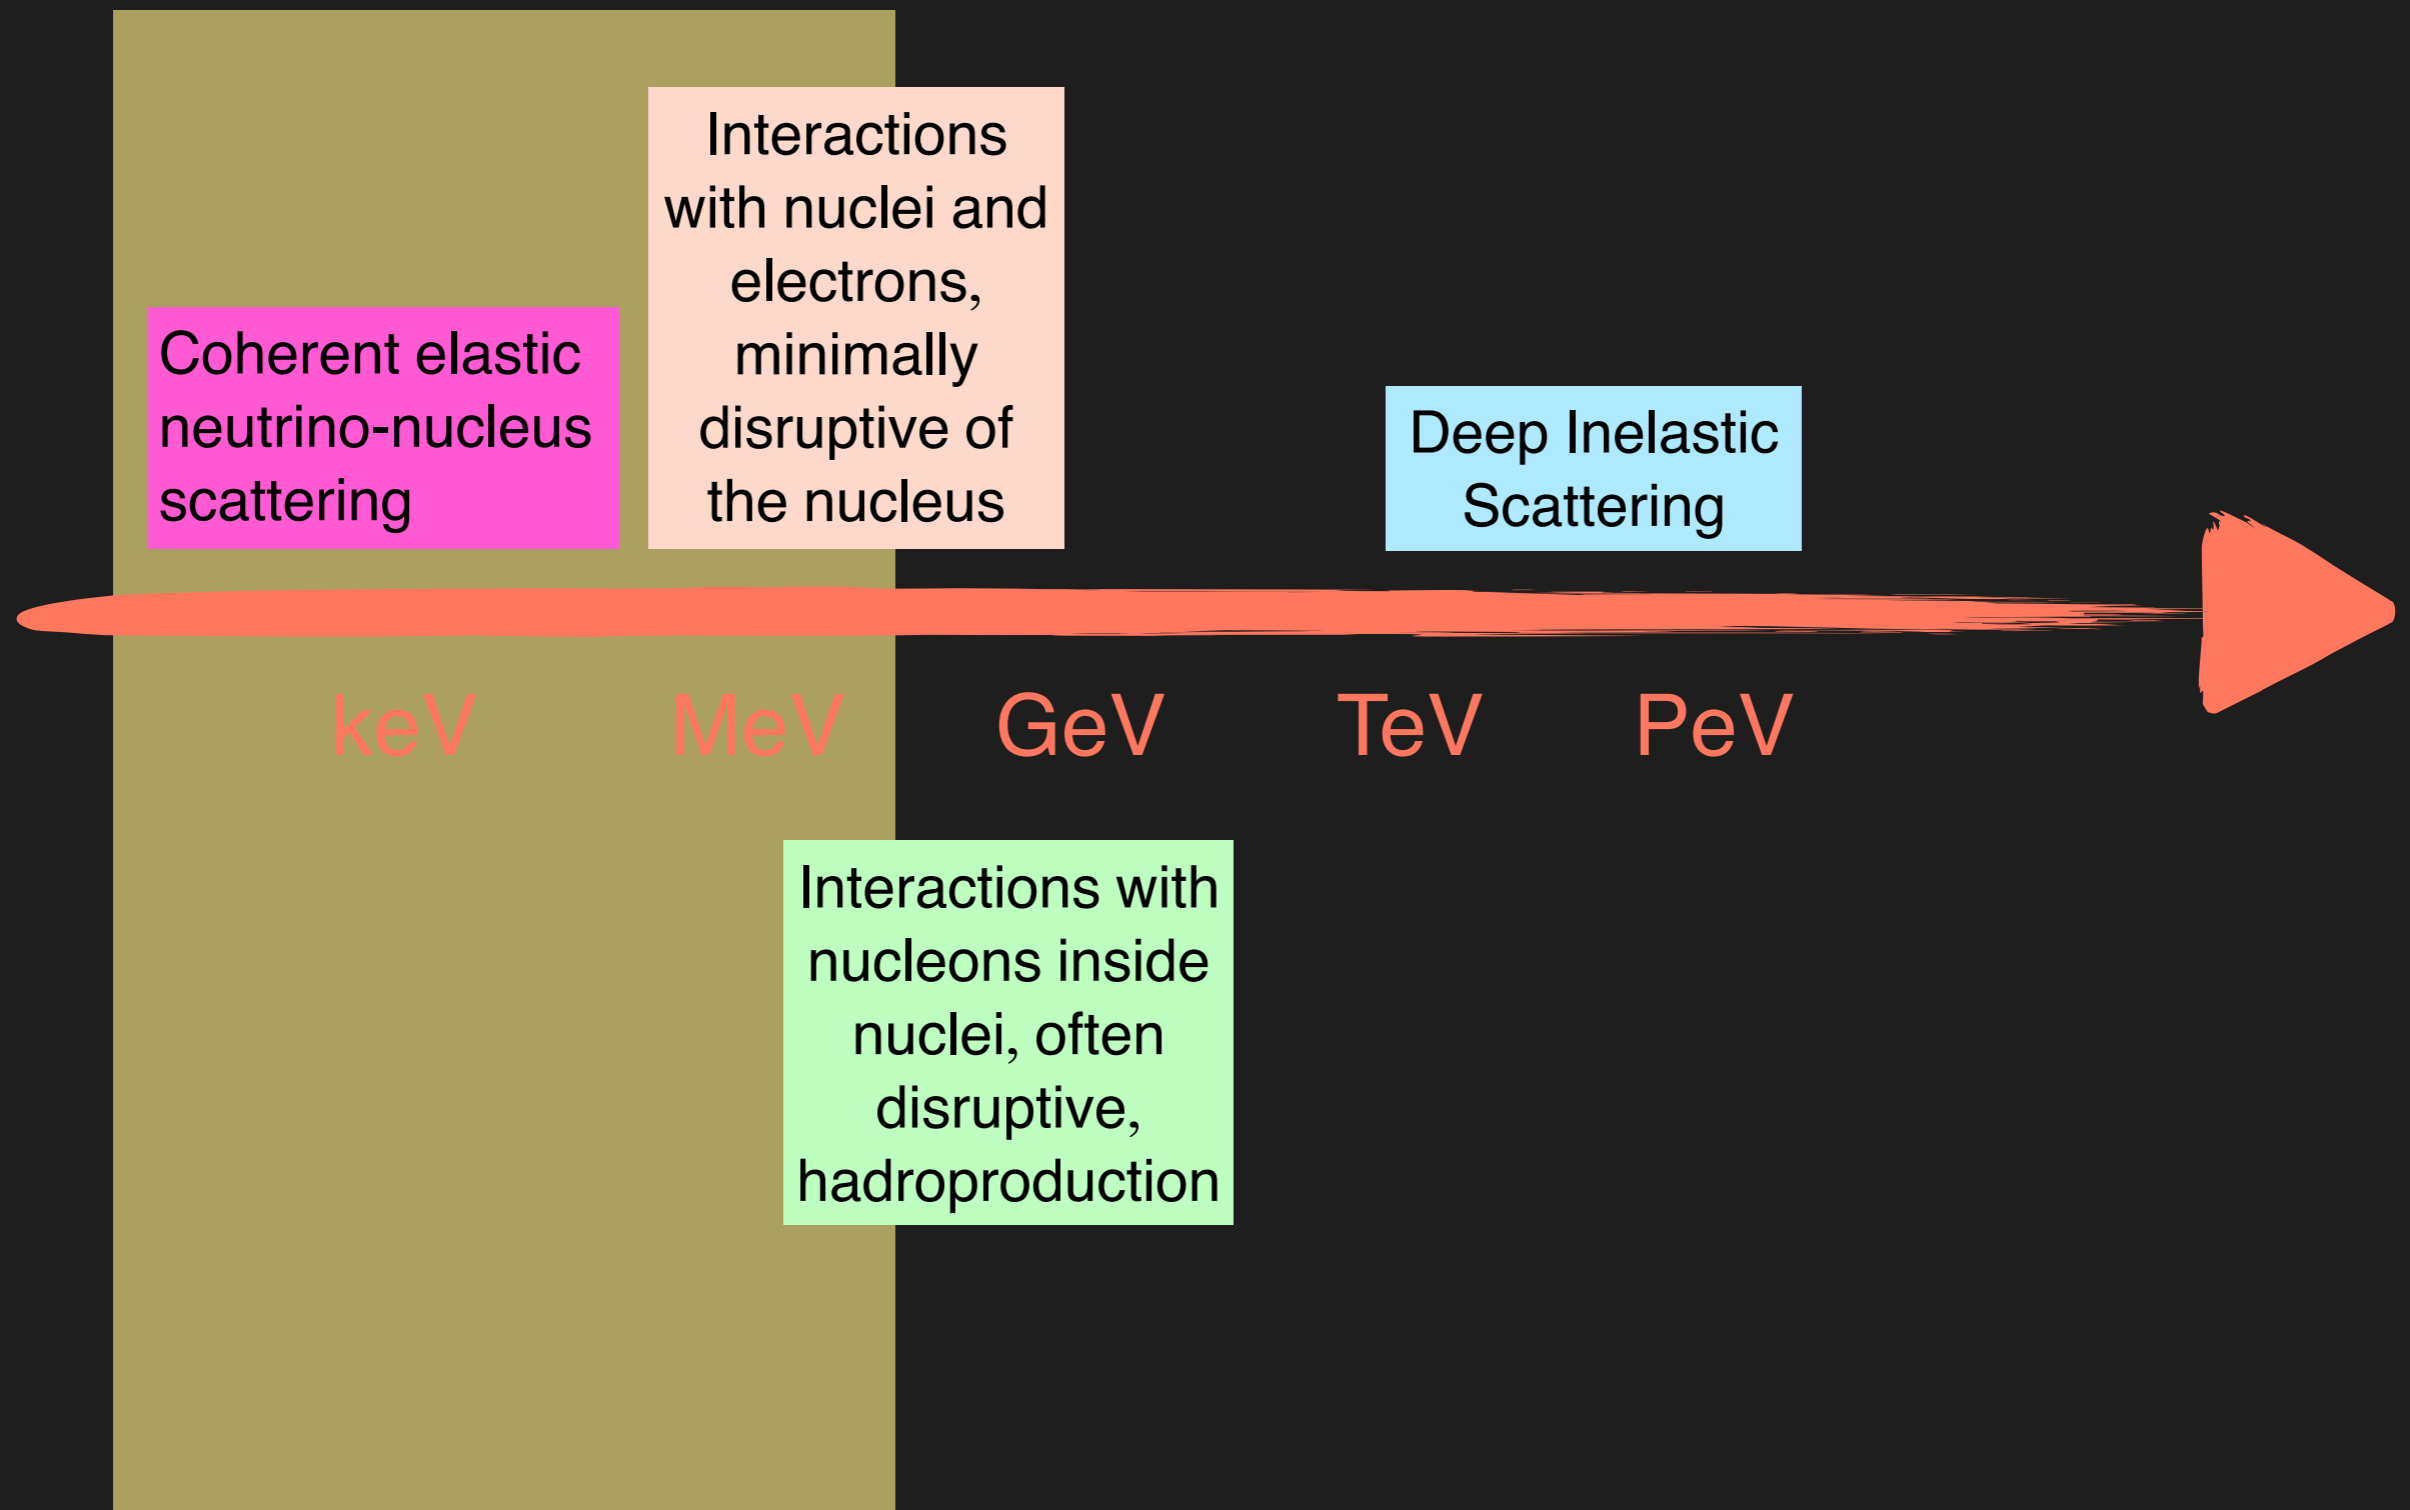 Interactions
with nuclei and
electrons,
minimally
disruptive of
the nucleus
Coherent elastic
neutrino-nucleus
scattering
Deep Inelastic
Scattering
keV
MeV
GeV
TeV
PeV
Interactions with
nucleons inside
nuclei, often
disruptive,
hadroproduction